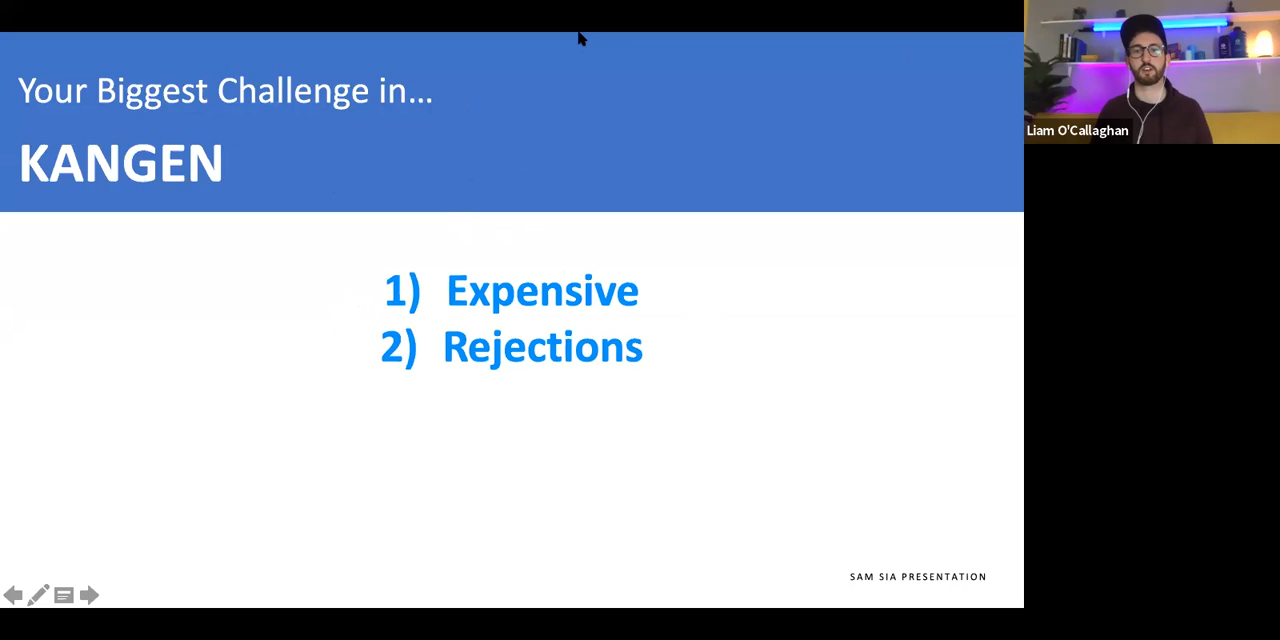 Your Biggest Challenge in...
KANGEN
1) Expensive
2) Rejections
SAM SIA PRESENTATION
Liam O'Callaghan